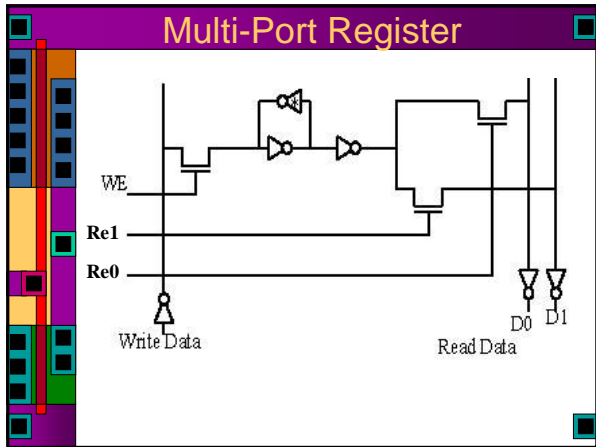 Multi-Port Register
WE
Re1
Re0
Write Data
D0 D1
Read Data